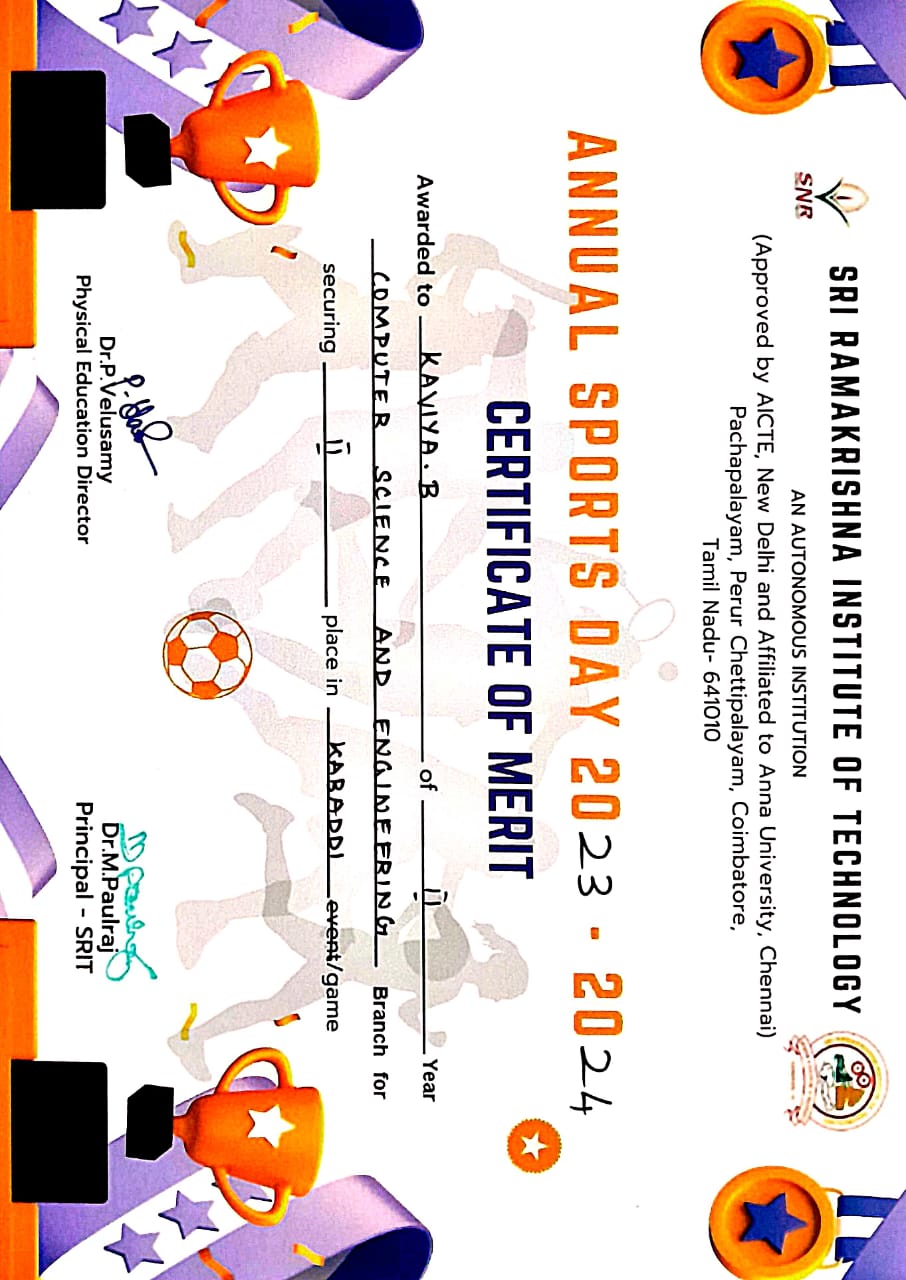 SNR
SRI RAMAKRISHNA INSTITUTE OF TECHNOLOGY
AN AUTONOMOUS INSTITUTION
(Approved by AICTE, New Delhi and Affiliated to Anna University, Chennai)
Pachapalayam, Perur Chettipalayam, Coimbatore,
Tamil Nadu- 641010
ANNUAL SPORTS DAY 2023 - 2024
CERTIFICATE OF MERIT
Awarded to KAVIYA.B of II Year
COMPUTER SCIENCE AND ENGINEERING Branch for
securing II place in KABADDI event/game
Dr.P.Velusamy
Physical Education Director
Dr.M.Paulraj
Principal - SRIT